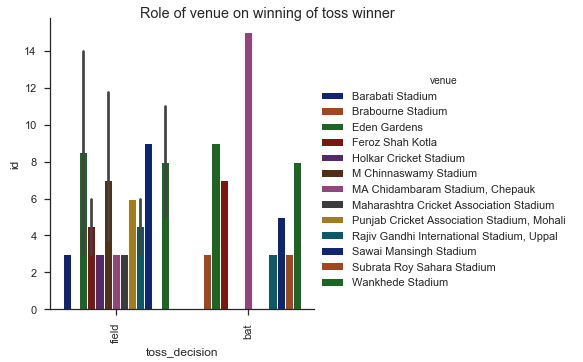 Role of venue on winning of toss winner
14
12
10
8
6
4
2
0
id
field
bat
toss_decision
venue
Barabati Stadium
Brabourne Stadium
Eden Gardens
Feroz Shah Kotla
Holkar Cricket Stadium
M Chinnaswamy Stadium
MA Chidambaram Stadium, Chepauk
Maharashtra Cricket Association Stadium
Punjab Cricket Association Stadium, Mohali
Rajiv Gandhi International Stadium, Uppal
Sawai Mansingh Stadium
Subrata Roy Sahara Stadium
Wankhede Stadium